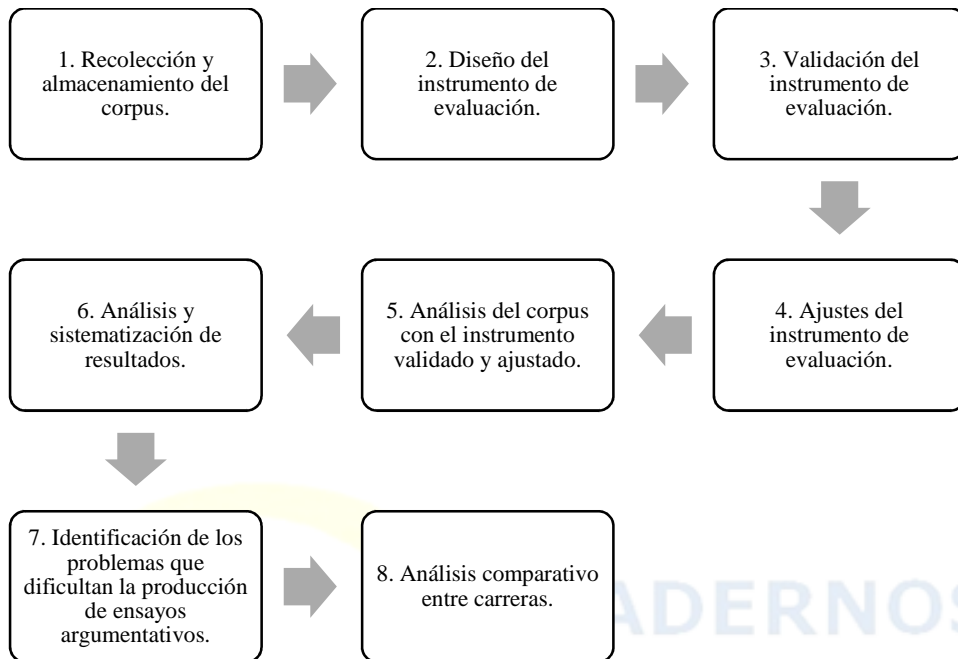 1. Recolección y
almacenamiento del
corpus.
2. Diseño del
instrumento de
evaluación.
3. Validación del
instrumento de
evaluación.
4. Ajustes del
instrumento de
evaluación.
5. Análisis del corpus
con el instrumento
validado y ajustado.
6. Análisis y
sistematización de
resultados.
7. Identificación de los
problemas que
dificultan la producción
de ensayos
argumentativos.
8. Análisis comparativo
entre carreras.
ADERNOS